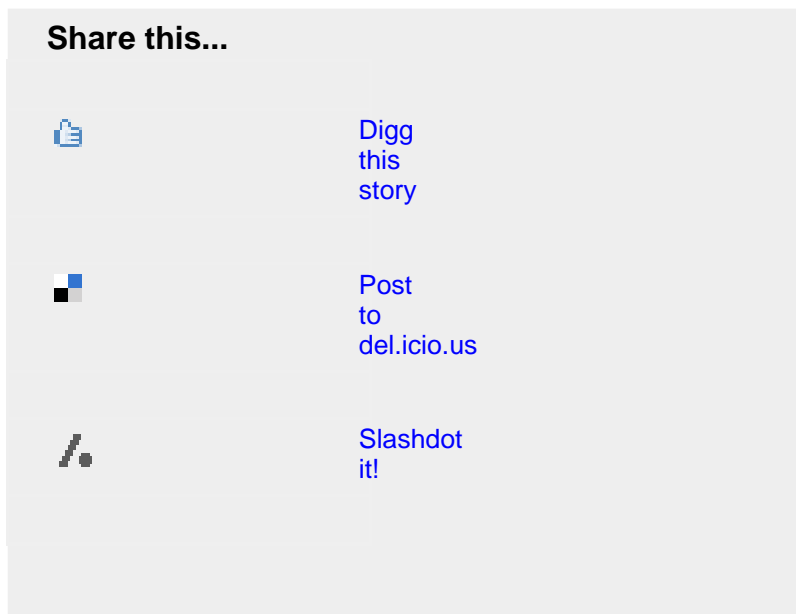 Share this...
Digg
this
story
Post
to
del.icio.us
Slashdot
it!